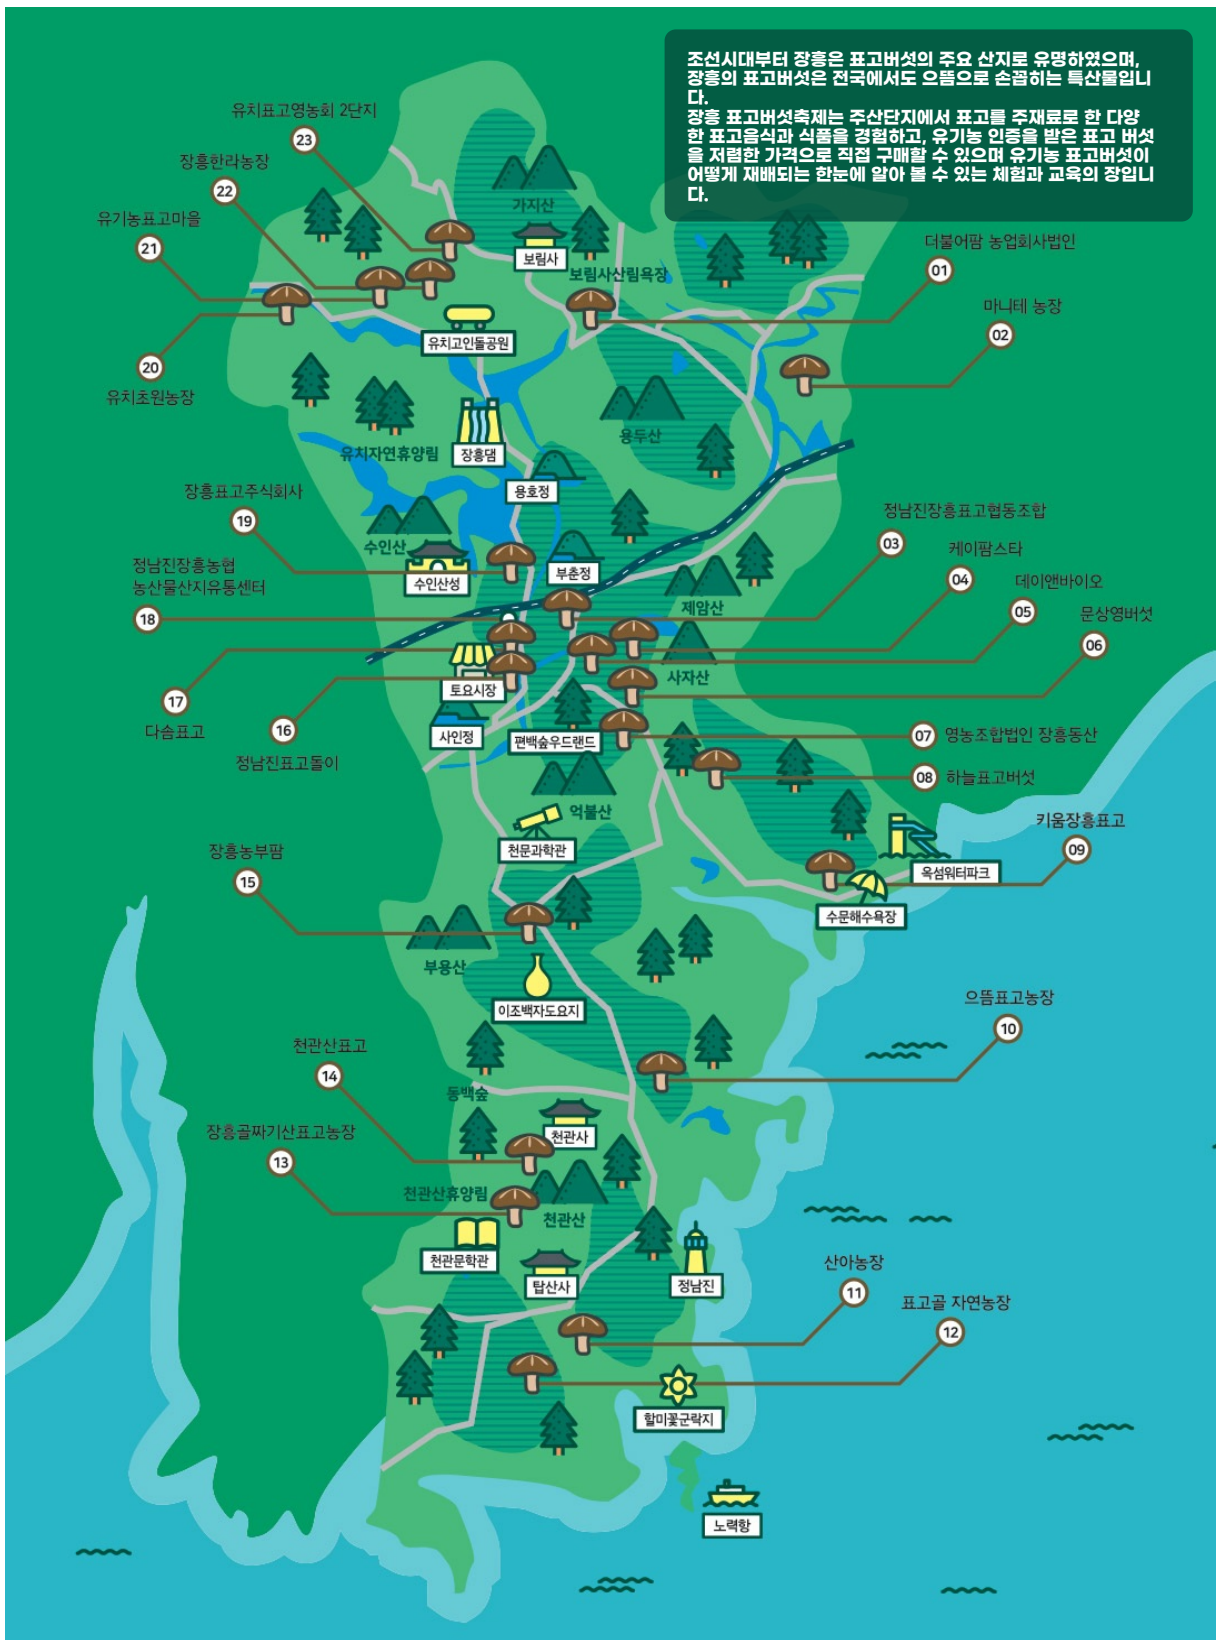 조선시대부터 장흥은 표고버섯의 주요 산지로 유명하였으며,
장흥의 표고버섯은 전국에서도 으뜸으로 손꼽히는 특산물입니
다.
장흥 표고버섯축제는 주산단지에서 표고를 주재료로 한 다양
한 표고음식과 식품을 경험하고, 유기농 인증을 받은 표고 버섯
을 저렴한 가격으로 직접 구매할 수 있으며 유기농 표고버섯이
어떻게 재배되는 한눈에 알아 볼 수 있는 체험과 교육의 장입니
다.
유치표고영농회 2단지
23
장흥한라농장
22
유기농표고마을
21
20
유치초원농장
가지산
보림사
보림사산림욕장
더불어팜 농업회사법인
01
마니테 농장
02
유치고인돌공원
용두산
유치자연휴양림
장흥댐
용호정
장흥표고주식회사
19
수인산
수인산성
부춘정
정남진장흥표고협동조합
03
케이팜스타
04
데이앤바이오
05
문상영버섯
06
정남진장흥농협
농산물산지유통센터
18
제암산
사자산
토요시장
17
다솜표고
16
정남진표고돌이
사인정
편백숲우드랜드
07 영농조합법인 장흥동산
08 하늘표고버섯
억불산
천문과학관
키움장흥표고
09
옥섬워터파크
수문해수욕장
장흥농부팜
15
부용산
이조백자도요지
으뜸표고농장
10
천관산표고
14
동백숲
천관사
장흥골짜기산표고농장
13
천관산휴양림
천관산
천관문학관
탑산사
정남진
산아농장
11
표고골 자연농장
12
할미꽃군락지
노력항